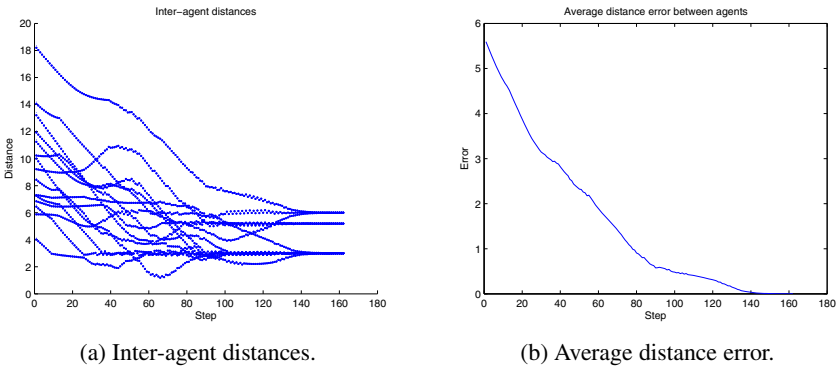 Inter-agent distances
20
18
16
14
12
10
8
6
4
2
0
Distance
0 20 40 60 80 100 120 140 160 180
Step
(a) Inter-agent distances.
Average distance error between agents
6
5
4
3
2
1
0
Error
0 20 40 60 80 100 120 140 160 180
Step
(b) Average distance error.